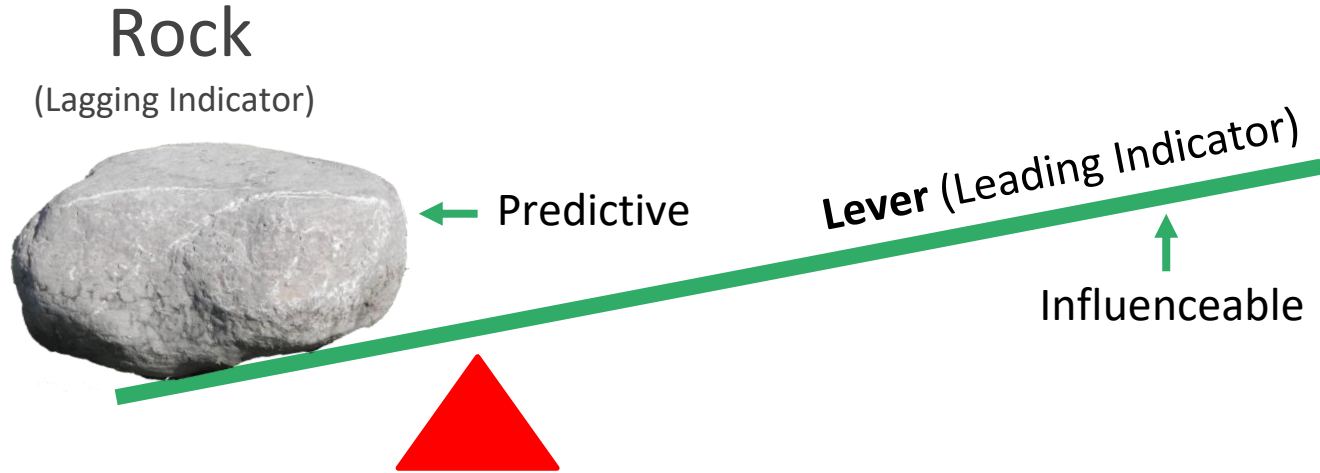 Rock
(Lagging Indicator)
Predictive
Lever (Leading Indicator)
Influenceable